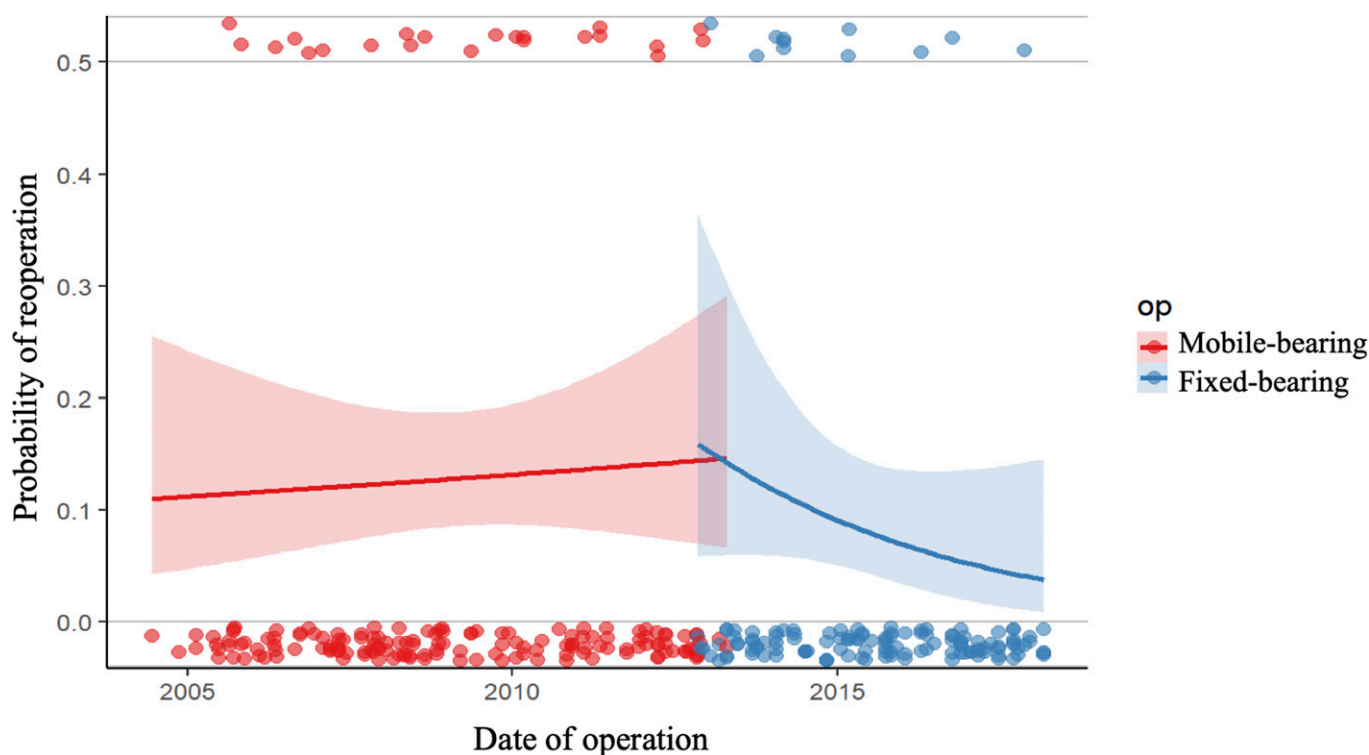 0.5
0.4
0.3
0.2
0.1
0.0
Probability of reoperation
2005
2010
2015
Date of operation
op
Mobile-bearing
Fixed-bearing